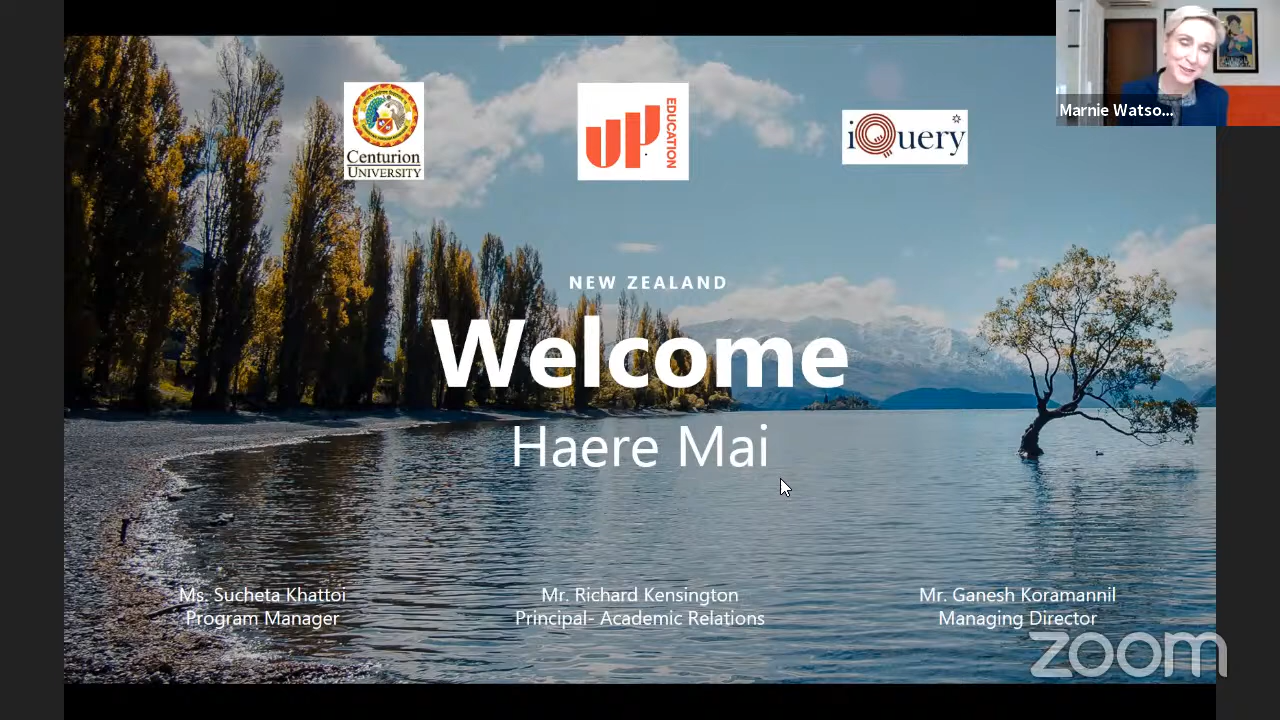 Marnie Watso...
Centurion
UNIVERSITY
UP
EDUCATION
iQuery
NEW ZEALAND
Welcome
Haere Mai
Ms. Sucheta Khattoi
Program Manager
Mr. Richard Kensington
Principal- Academic Relations
Mr. Ganesh Koramannil
Managing Director
zoom